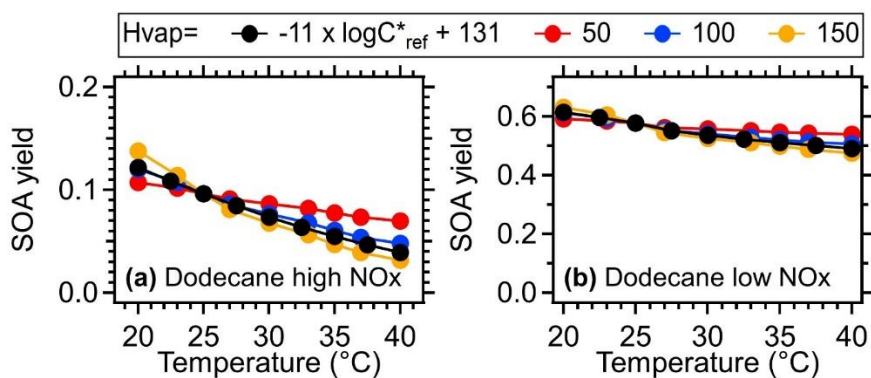 Hvap= -11 x logC*ref + 131 50 100 150
0.2
0.1
0.0
SOA yield
(a) Dodecane high NOx
20 25 30 35 40
Temperature (°C)
0.6
0.4
0.2
0.0
SOA yield
(b) Dodecane low NOx
20 25 30 35 40
Temperature (°C)